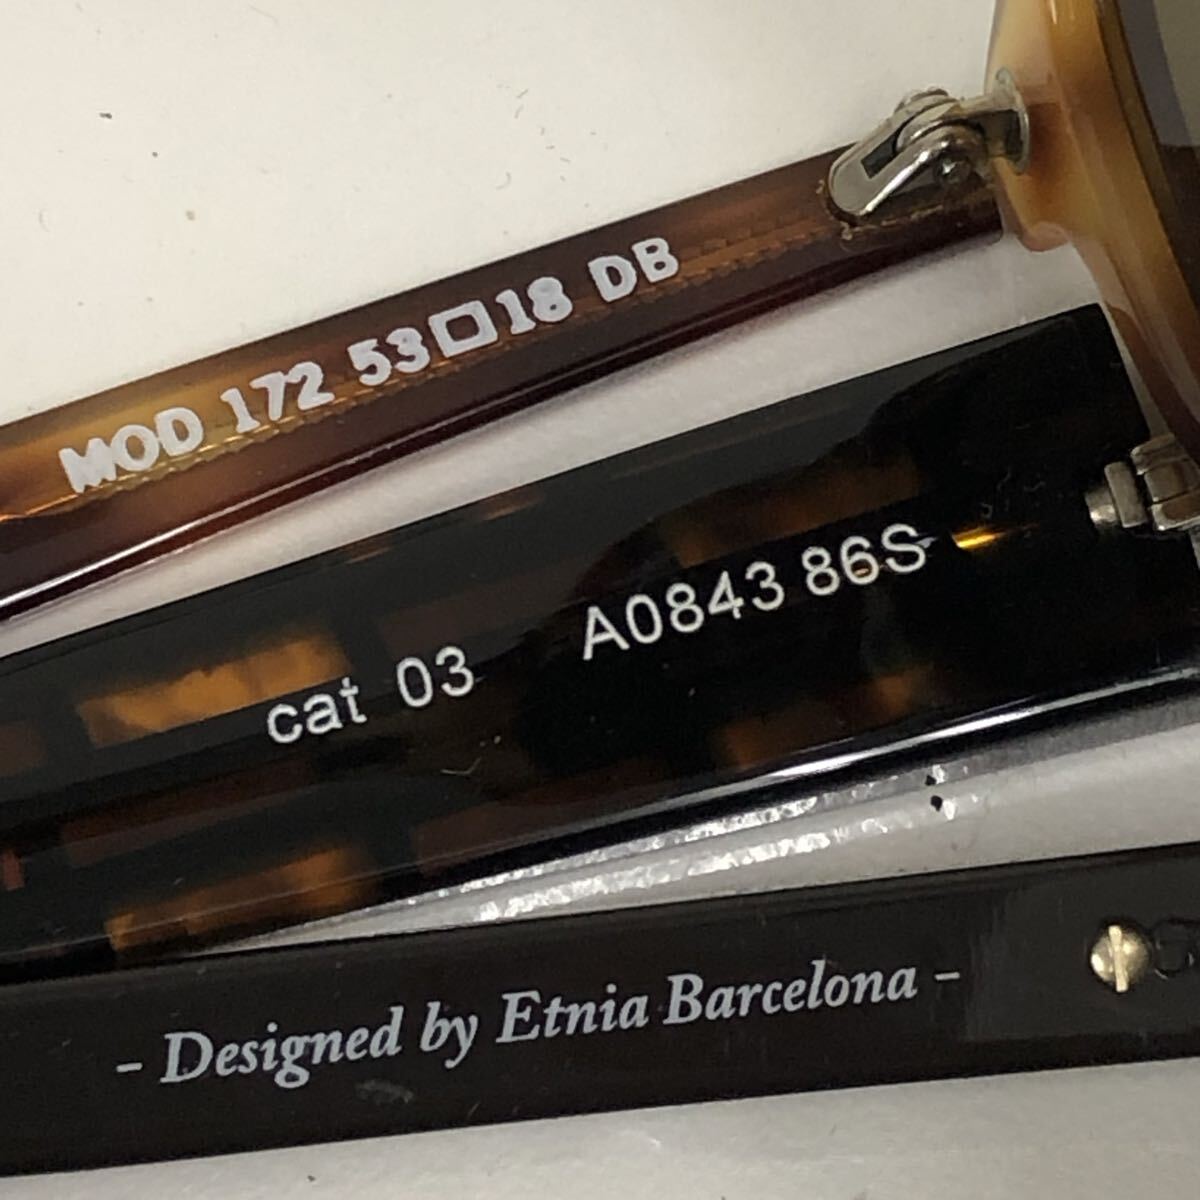 MOD 172 53□18 DB
cat 03 A0843 86S
- Designed by Etnia Barcelona -